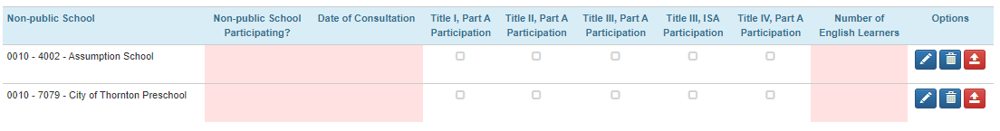 Non-public School
Non-public School Participating?
Date of Consultation
Title I, Part A Participation
Title II, Part A Participation
Title III, Part A Participation
Title III, ISA Participation
Title IV, Part A Participation
Number of English Learners
Options
0010 - 4002 - Assumption School
0010 - 7079 - City of Thornton Preschool